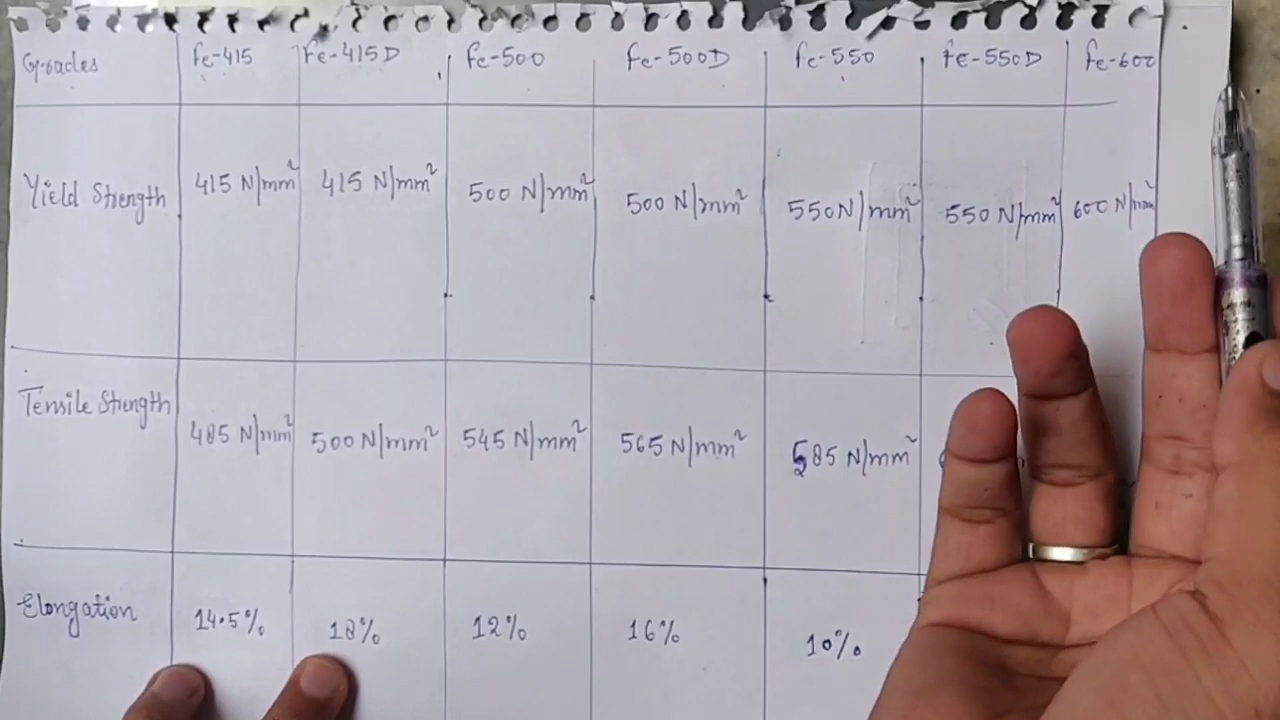 Grades Fe-415 Fe-415D Fe-500 Fe-500D Fe-550 Fe-550D Fe-600
Yield Strength 415 N/mm² 415 N/mm² 500 N/mm² 500 N/mm² 550 N/mm² 550 N/mm² 600 N/mm²
Tensile Strength 485 N/mm² 500 N/mm² 545 N/mm² 565 N/mm² 585 N/mm²
Elongation 14.5% 18% 12% 16% 10%